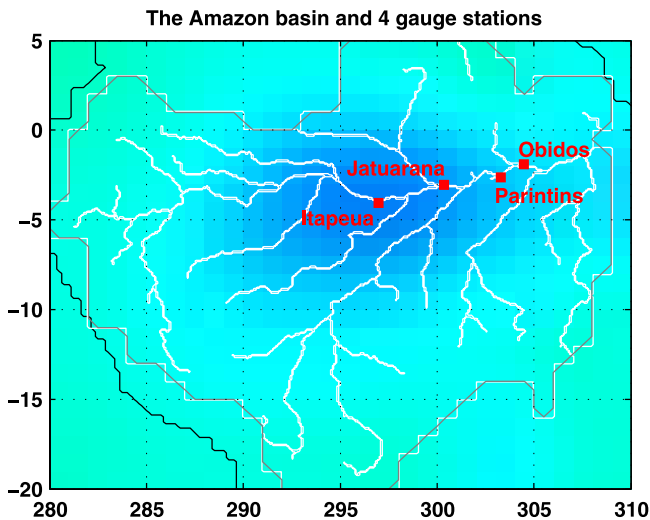 The Amazon basin and 4 gauge stations
5
0
−5
−10
−15
−20
Obidos
Jatuarana
Parintins
Itapeua
280 285 290 295 300 305 310